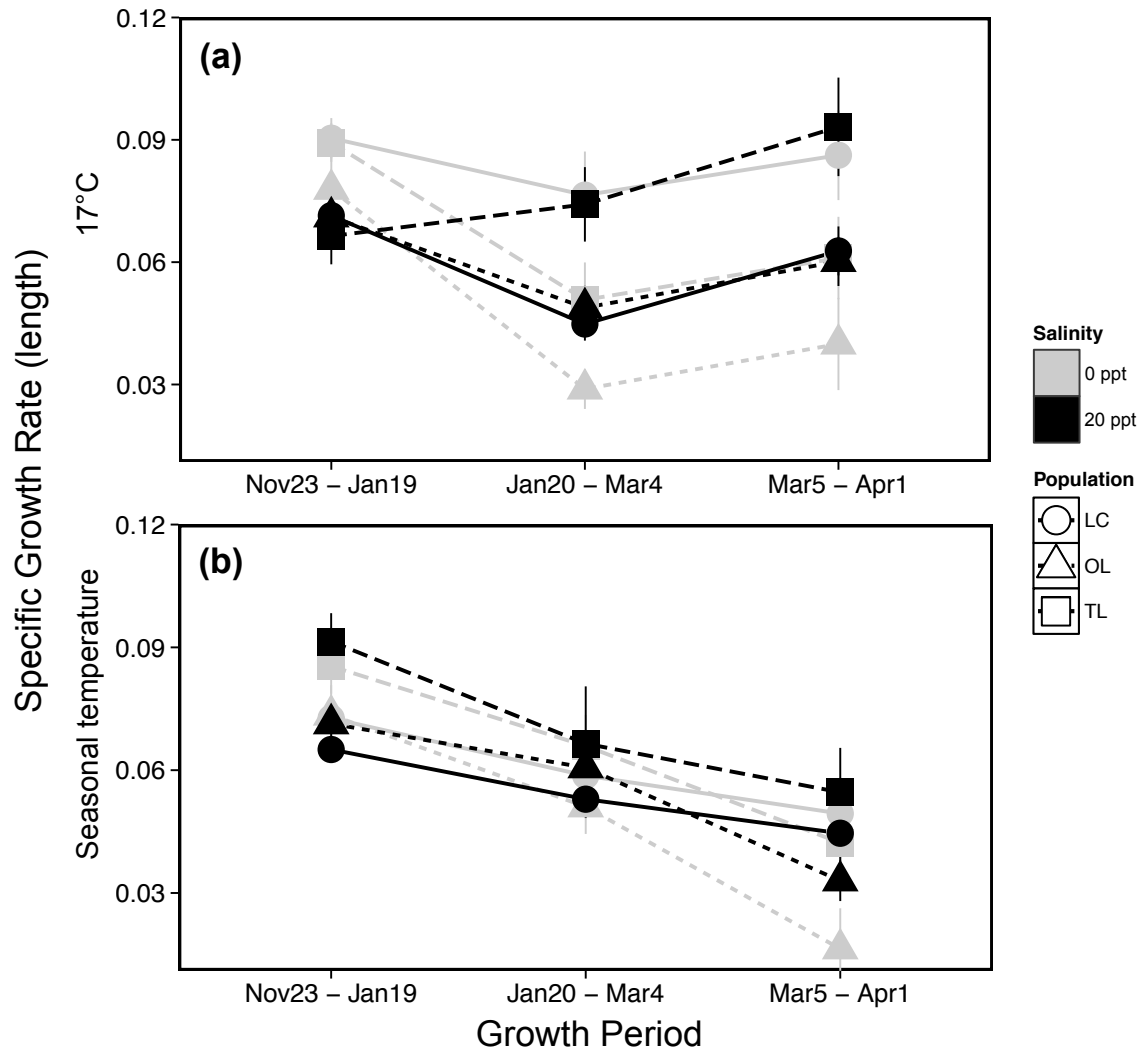 Specific Growth Rate (length)
17°C
(a)
0.12
0.09
0.06
0.03
Nov23 − Jan19
Jan20 − Mar4
Mar5 − Apr1
Seasonal temperature
(b)
0.12
0.09
0.06
0.03
Nov23 − Jan19
Jan20 − Mar4
Mar5 − Apr1
Growth Period
Salinity
0 ppt
20 ppt
Population
LC
OL
TL